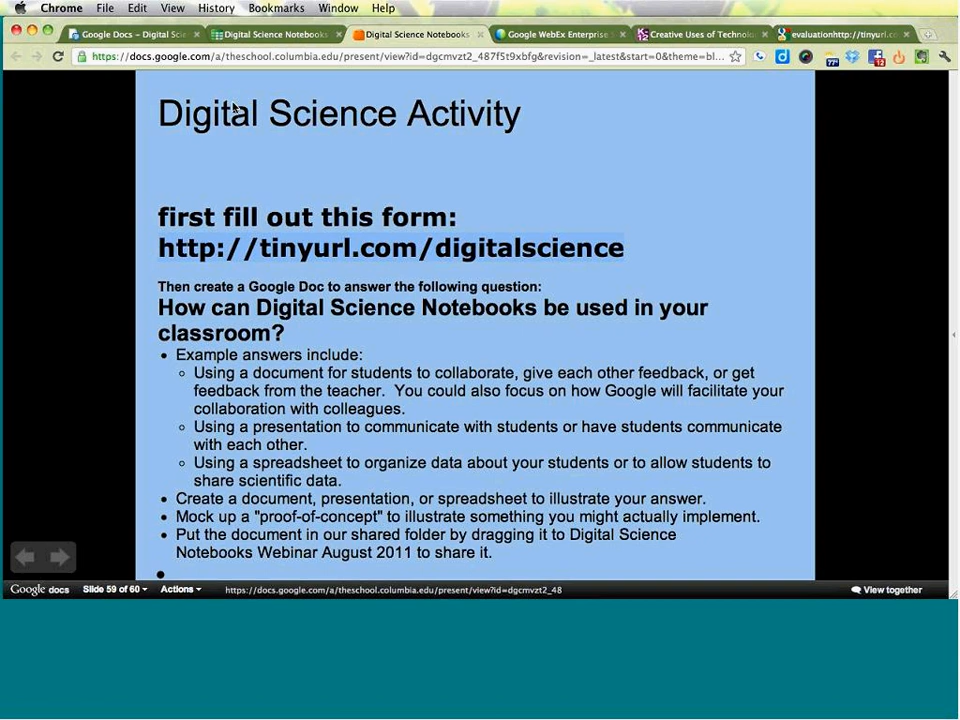 Chrome File Edit View History Bookmarks Window Help
Google Docs – Digital Scie Digital Science Notebooks Digital Science Notebooks Google WebEx Enterprise Creative Uses of Technolo evaluationhttp://tinyurl.co
https://docs.google.com/a/theschool.columbia.edu/present/view?id=dgcmvzt2_487f5t9xbfg&revision=_latest&start=0&theme=bl...
Digital Science Activity
first fill out this form:
http://tinyurl.com/digitalscience
Then create a Google Doc to answer the following question:
How can Digital Science Notebooks be used in your
classroom?
• Example answers include:
◦ Using a document for students to collaborate, give each other feedback, or get
feedback from the teacher. You could also focus on how Google will facilitate your
collaboration with colleagues.
◦ Using a presentation to communicate with students or have students communicate
with each other.
◦ Using a spreadsheet to organize data about your students or to allow students to
share scientific data.
• Create a document, presentation, or spreadsheet to illustrate your answer.
• Mock up a "proof-of-concept" to illustrate something you might actually implement.
• Put the document in our shared folder by dragging it to Digital Science
Notebooks Webinar August 2011 to share it.
Google docs Slide 59 of 60 Actions https://docs.google.com/a/theschool.columbia.edu/present/view?id=dgcmvzt2_48 View together